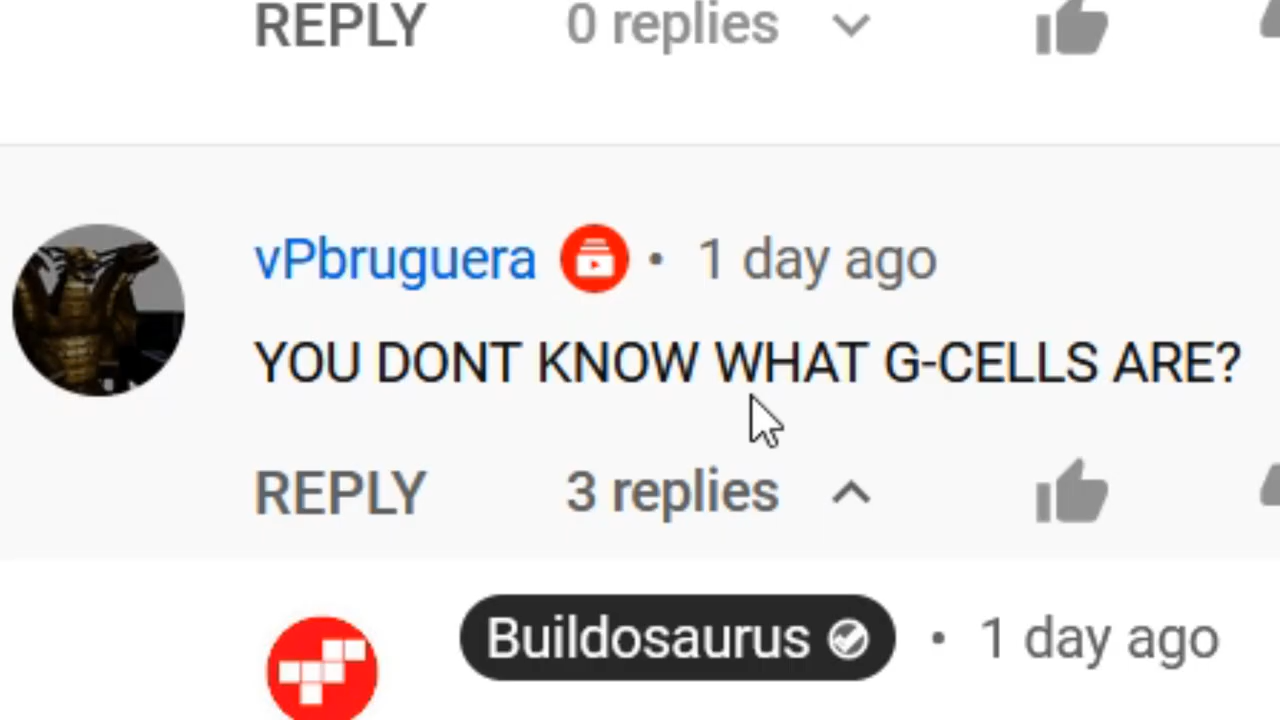 REPLY 0 replies
vPbruguera • 1 day ago
YOU DONT KNOW WHAT G-CELLS ARE?
REPLY 3 replies
Buildosaurus • 1 day ago